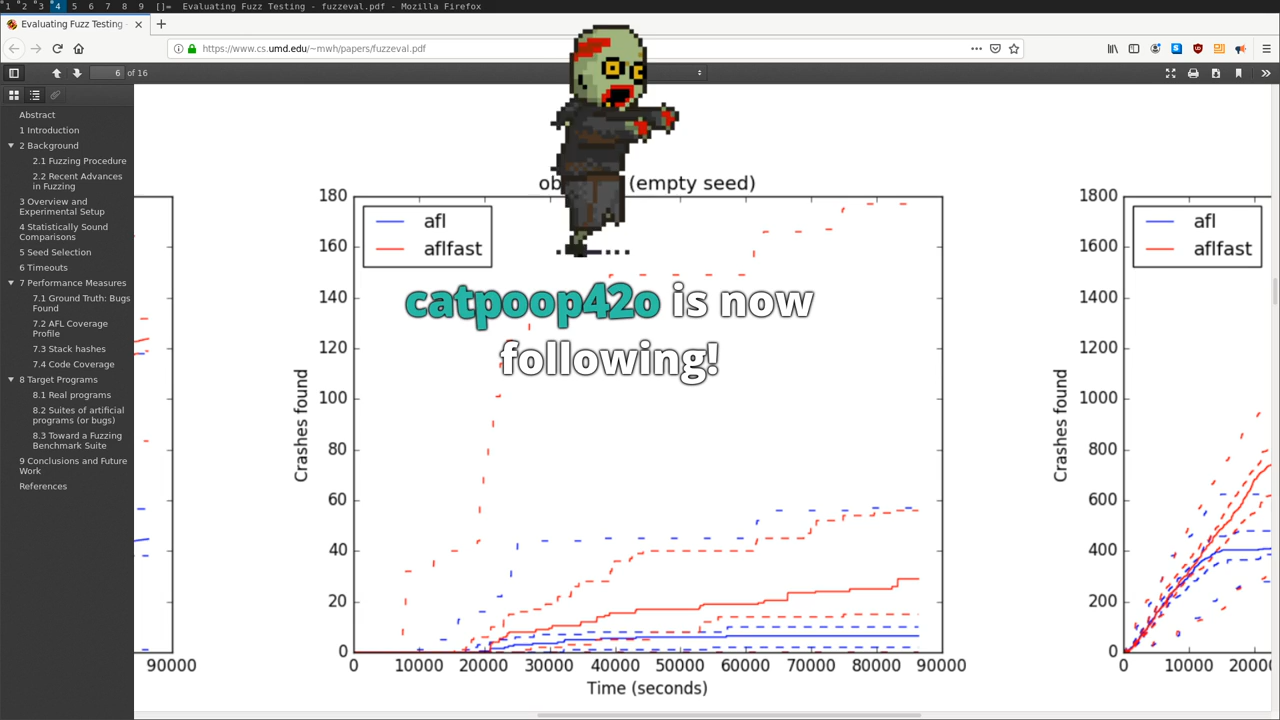 1 2 3 4 5 6 7 8 9 []= Evaluating Fuzz Testing - fuzzeval.pdf - Mozilla Firefox
Evaluating Fuzz Testing -
https://www.cs.umd.edu/~mwh/papers/fuzzeval.pdf
6 of 16
Abstract
1 Introduction
2 Background
2.1 Fuzzing Procedure
2.2 Recent Advances
in Fuzzing
3 Overview and
Experimental Setup
4 Statistically Sound
Comparisons
5 Seed Selection
6 Timeouts
7 Performance Measures
7.1 Ground Truth: Bugs
Found
7.2 AFL Coverage
Profile
7.3 Stack hashes
7.4 Code Coverage
8 Target Programs
8.1 Real programs
8.2 Suites of artificial
programs (or bugs)
8.3 Toward a Fuzzing
Benchmark Suite
9 Conclusions and Future
Work
References
90000
(empty seed)
afl
aflfast
catpoop42o is now
following!
Crashes found
180
160
140
120
100
80
60
40
20
0
0 10000 20000 30000 40000 50000 60000 70000 80000 90000
Time (seconds)
afl
aflfast
Crashes found
1800
1600
1400
1200
1000
800
600
400
200
0
0 10000